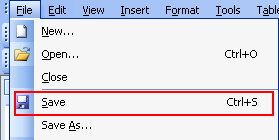 File Edit View Insert Format Tools Table
New...
Open... Ctrl+O
Close
Save Ctrl+S
Save As...